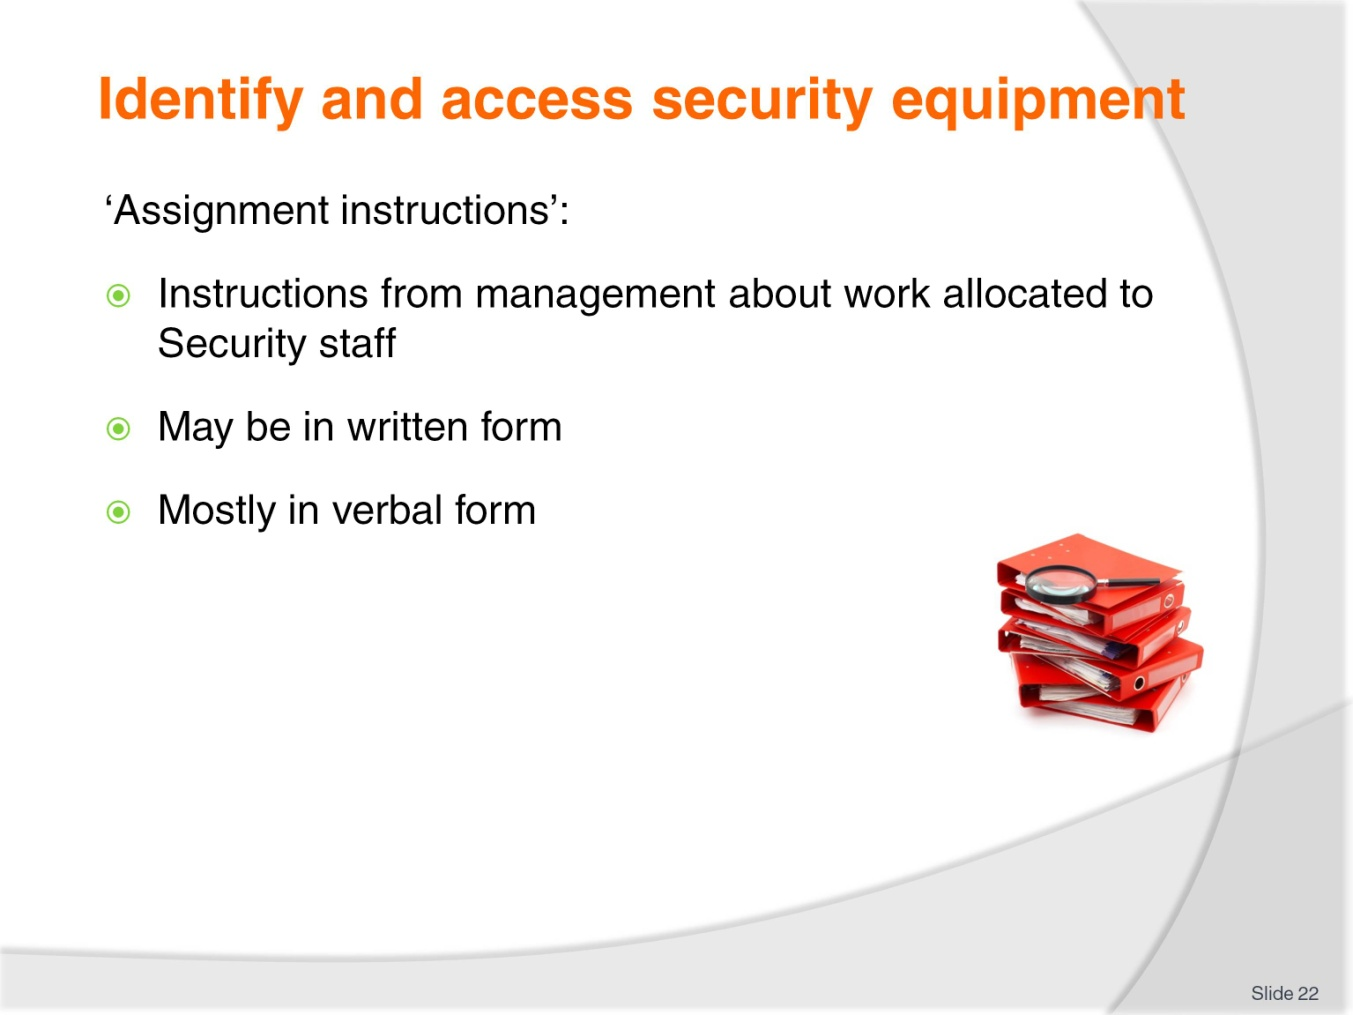 Identify and access security equipment
‘Assignment instructions’:
Instructions from management about work allocated to
Security staff
May be in written form
Mostly in verbal form
Slide 22